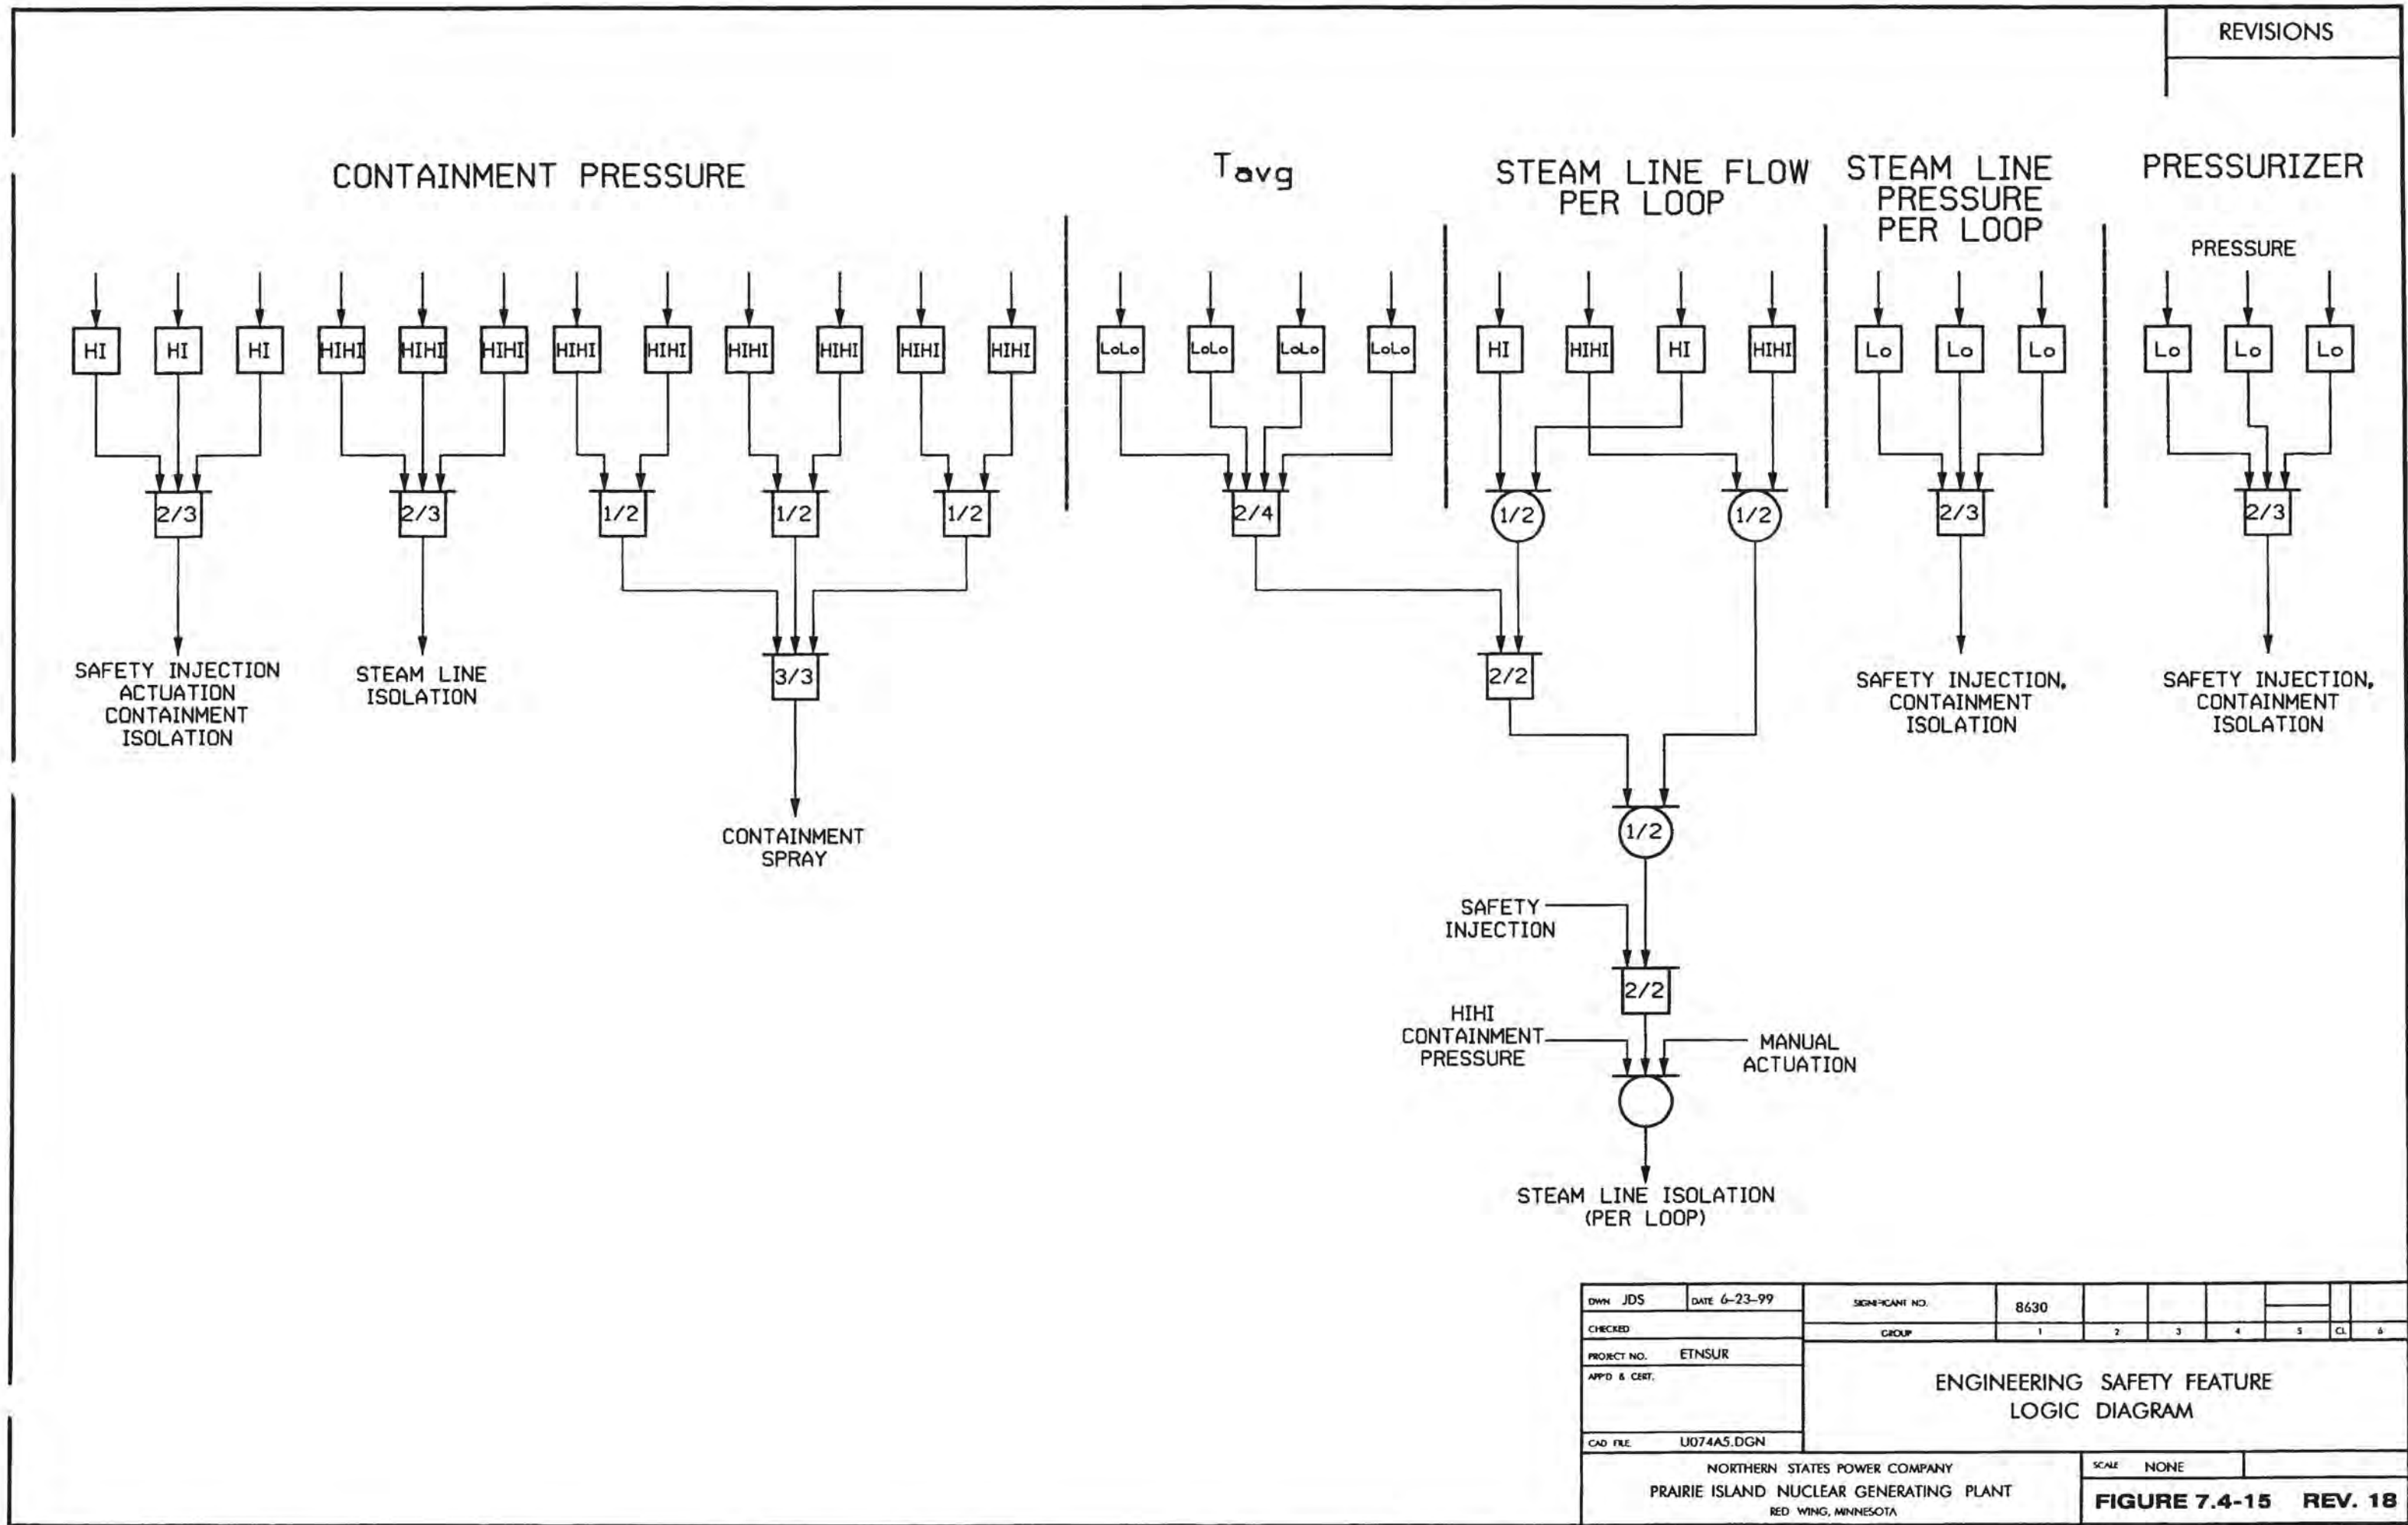 REVISIONS
CONTAINMENT PRESSURE
Tavg
STEAM LINE FLOW
PER LOOP
STEAM LINE
PRESSURE
PER LOOP
PRESSURIZER
PRESSURE
HI HI HI HIHI HIHI HIHI HIHI HIHI HIHI HIHI HIHI HIHI LoLo LoLo LoLo LoLo HI HIHI HI HIHI Lo Lo Lo Lo Lo Lo
2/3 2/3 1/2 1/2 1/2 2/4 1/2 1/2 2/3 2/3
SAFETY INJECTION
ACTUATION
CONTAINMENT
ISOLATION
STEAM LINE
ISOLATION
3/3
2/2
SAFETY INJECTION,
CONTAINMENT
ISOLATION
SAFETY INJECTION,
CONTAINMENT
ISOLATION
CONTAINMENT
SPRAY
1/2
SAFETY
INJECTION
2/2
HIHI
CONTAINMENT
PRESSURE
MANUAL
ACTUATION
STEAM LINE ISOLATION
(PER LOOP)
DWN JDS DATE 6-23-99 SIGNIFICANT NO. 8630
CHECKED GROUP 1 2 3 4 5 CL 6
PROJECT NO. ETNSUR
APP'D & CERT.
ENGINEERING SAFETY FEATURE
LOGIC DIAGRAM
CAD FILE U074A5.DGN
NORTHERN STATES POWER COMPANY
PRAIRIE ISLAND NUCLEAR GENERATING PLANT
RED WING, MINNESOTA
SCALE NONE
FIGURE 7.4-15 REV. 18